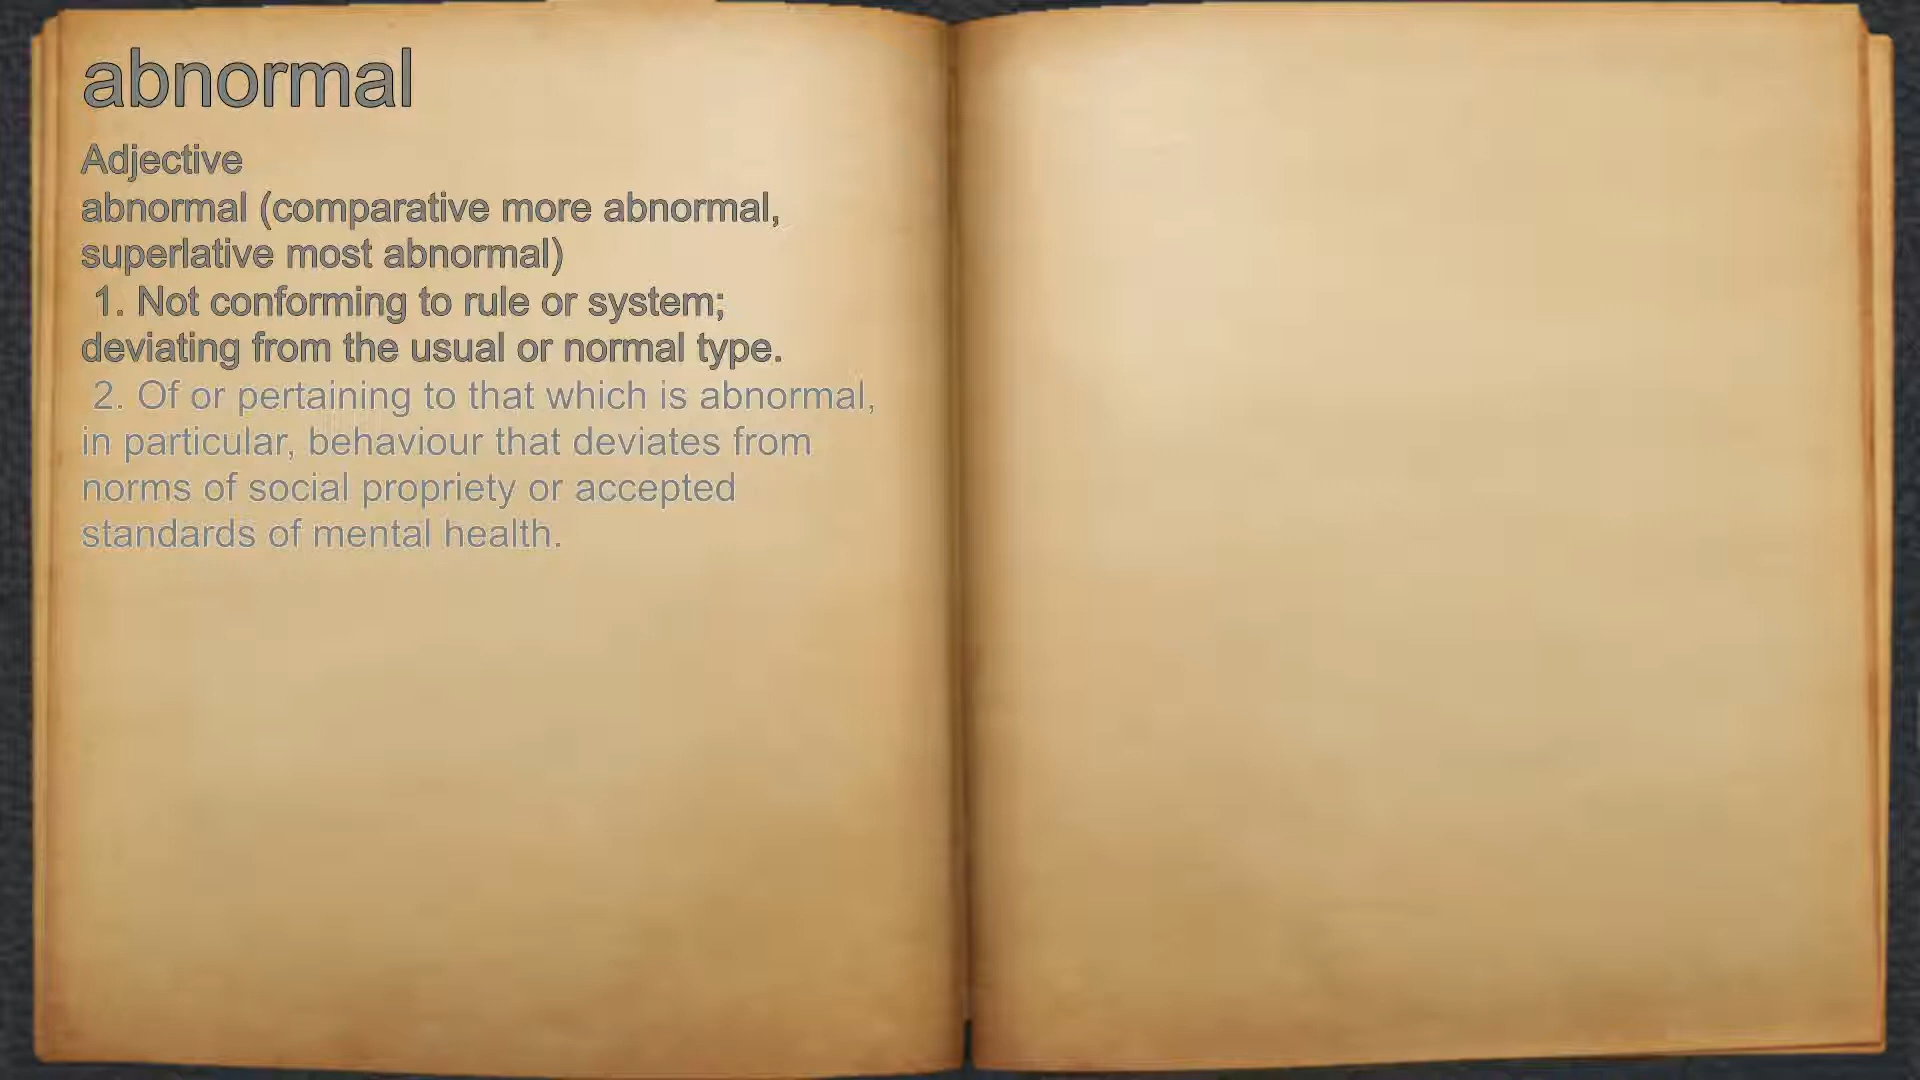 abnormal
Adjective
abnormal (comparative more abnormal,
superlative most abnormal)
1. Not conforming to rule or system;
deviating from the usual or normal type.
2. Of or pertaining to that which is abnormal,
in particular, behaviour that deviates from
norms of social propriety or accepted
standards of mental health.